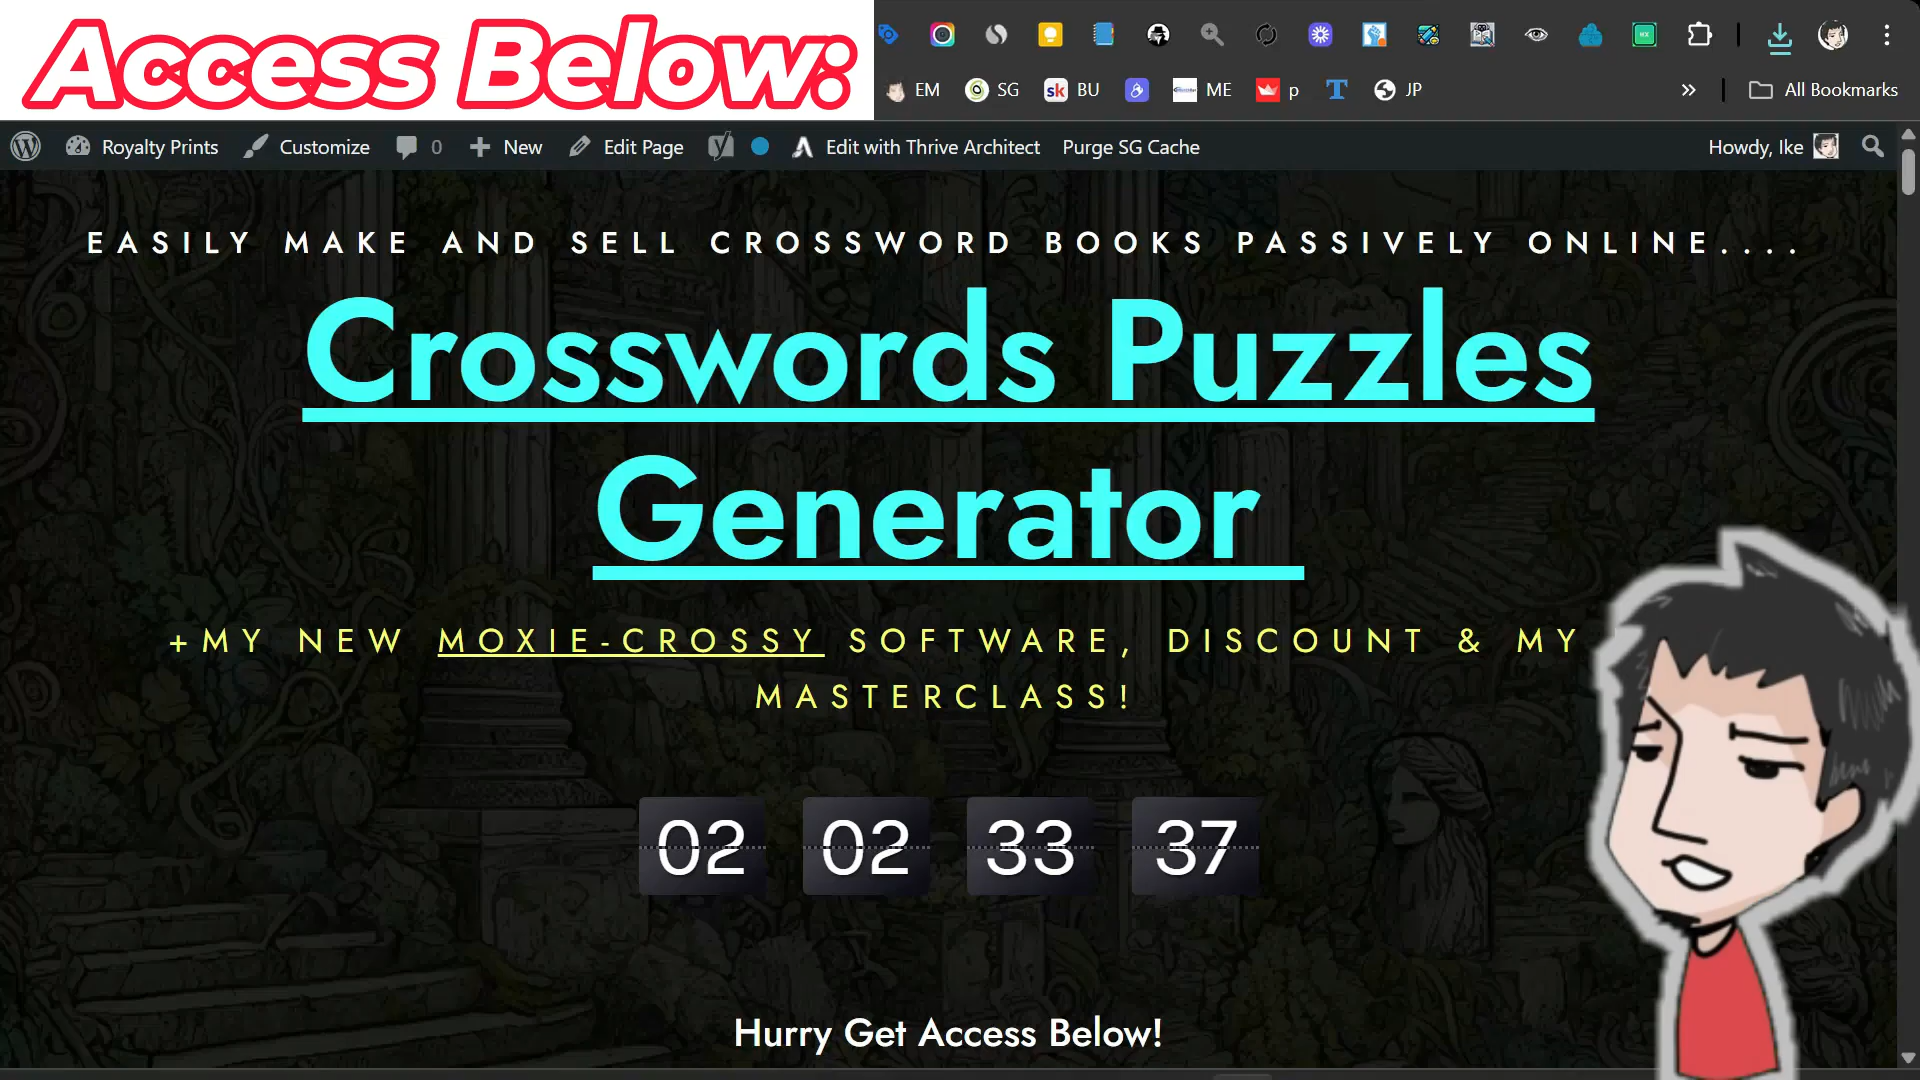 Access Below:
EM SG sk BU ME p T JP » All Bookmarks
Royalty Prints Customize 0 New Edit Page Edit with Thrive Architect Purge SG Cache Howdy, Ike
EASILY MAKE AND SELL CROSSWORD BOOKS PASSIVELY ONLINE....
Crosswords Puzzles
Generator
+MY NEW MOXIE-CROSSY SOFTWARE, DISCOUNT & MY
MASTERCLASS!
02 02 33 37
Hurry Get Access Below!